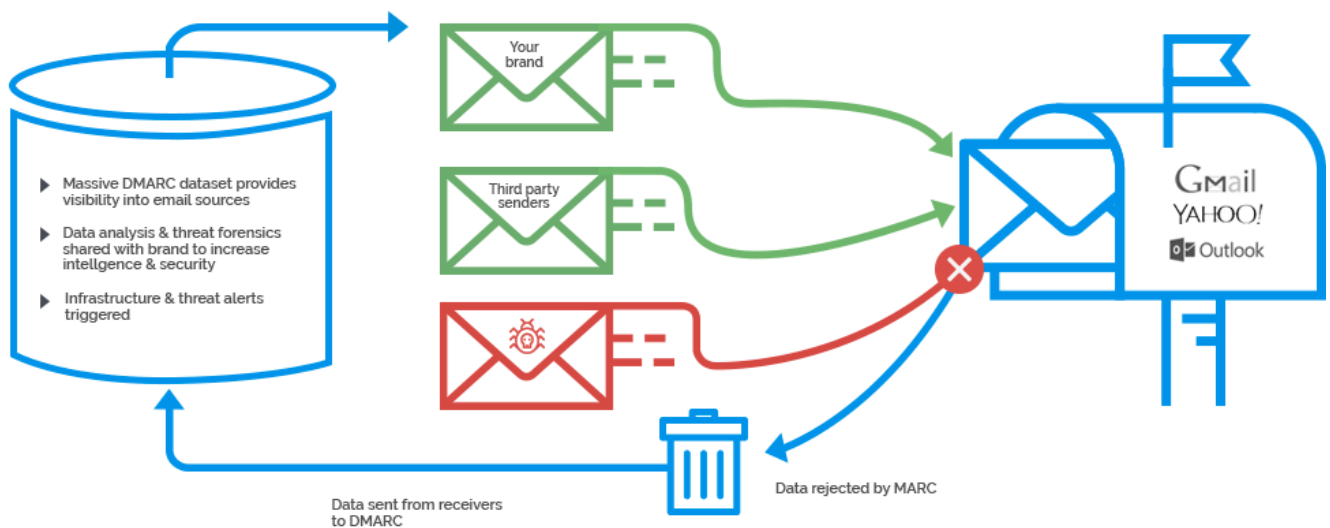 Your
brand
Massive DMARC dataset provides
visibility into email sources
Data analysis & threat forensics
shared with brand to increase
intellgence & security
Infrastructure & threat alerts
triggered
Third party
senders
Gmail
YAHOO!
Outlook
Data rejected by MARC
Data sent from receivers
to DMARC